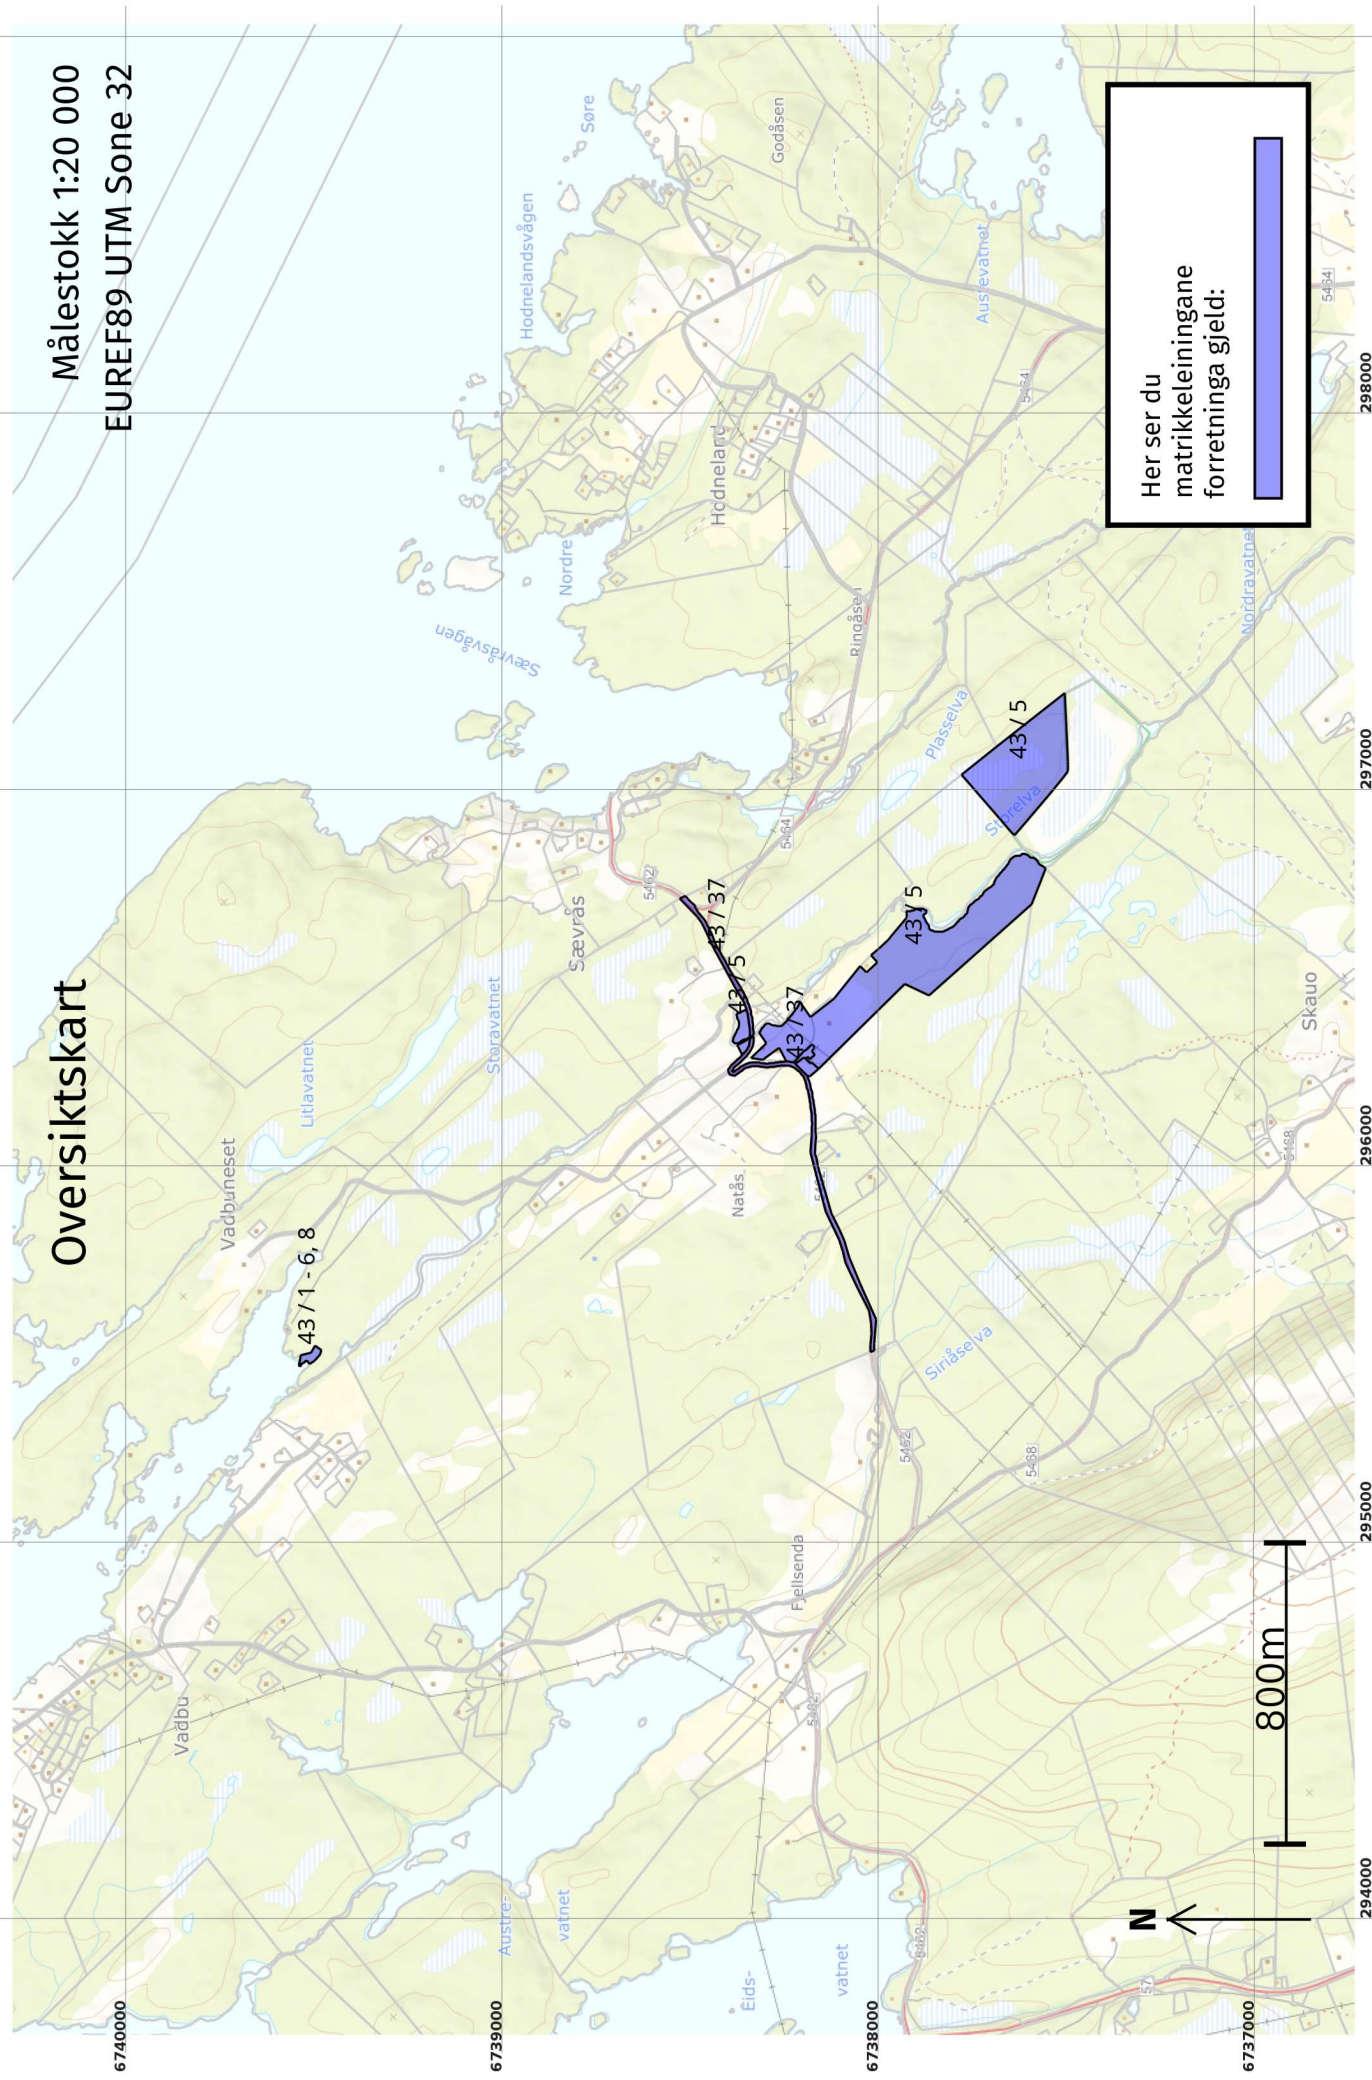 Oversiktskart
Målestokk 1:20 000
EUREF89 UTM Sone 32
Her ser du
matrikkeleiningane
forretninga gjeld:
800m
N
6740000
6739000
6738000
6737000
294000
295000
296000
297000
298000
43 / 1 - 6, 8
43 / 37
43 / 5
43 / 37
43 / 5
43 / 5
Vadbu
Vadbuneset
Litlavatnet
Storavatnet
Sævrås
Sævråsvågen
Nordre
Hodnelandsvågen
Søre
Godåsen
Hodneland
Austevatnet
Rindåsen
Plasselva
Storelva
Nordravatnet
Natås
Siriåselva
Skauo
Fjellsenda
Austre-
vatnet
Eids-
vatnet
5462
5464
5464
5464
5462
5462
5462
5468
5468
57